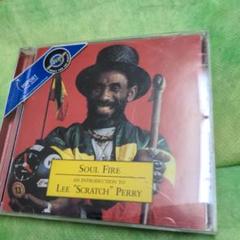 SOUL FIRE
AN INTRODUCTION TO
LEE "SCRATCH" PERRY